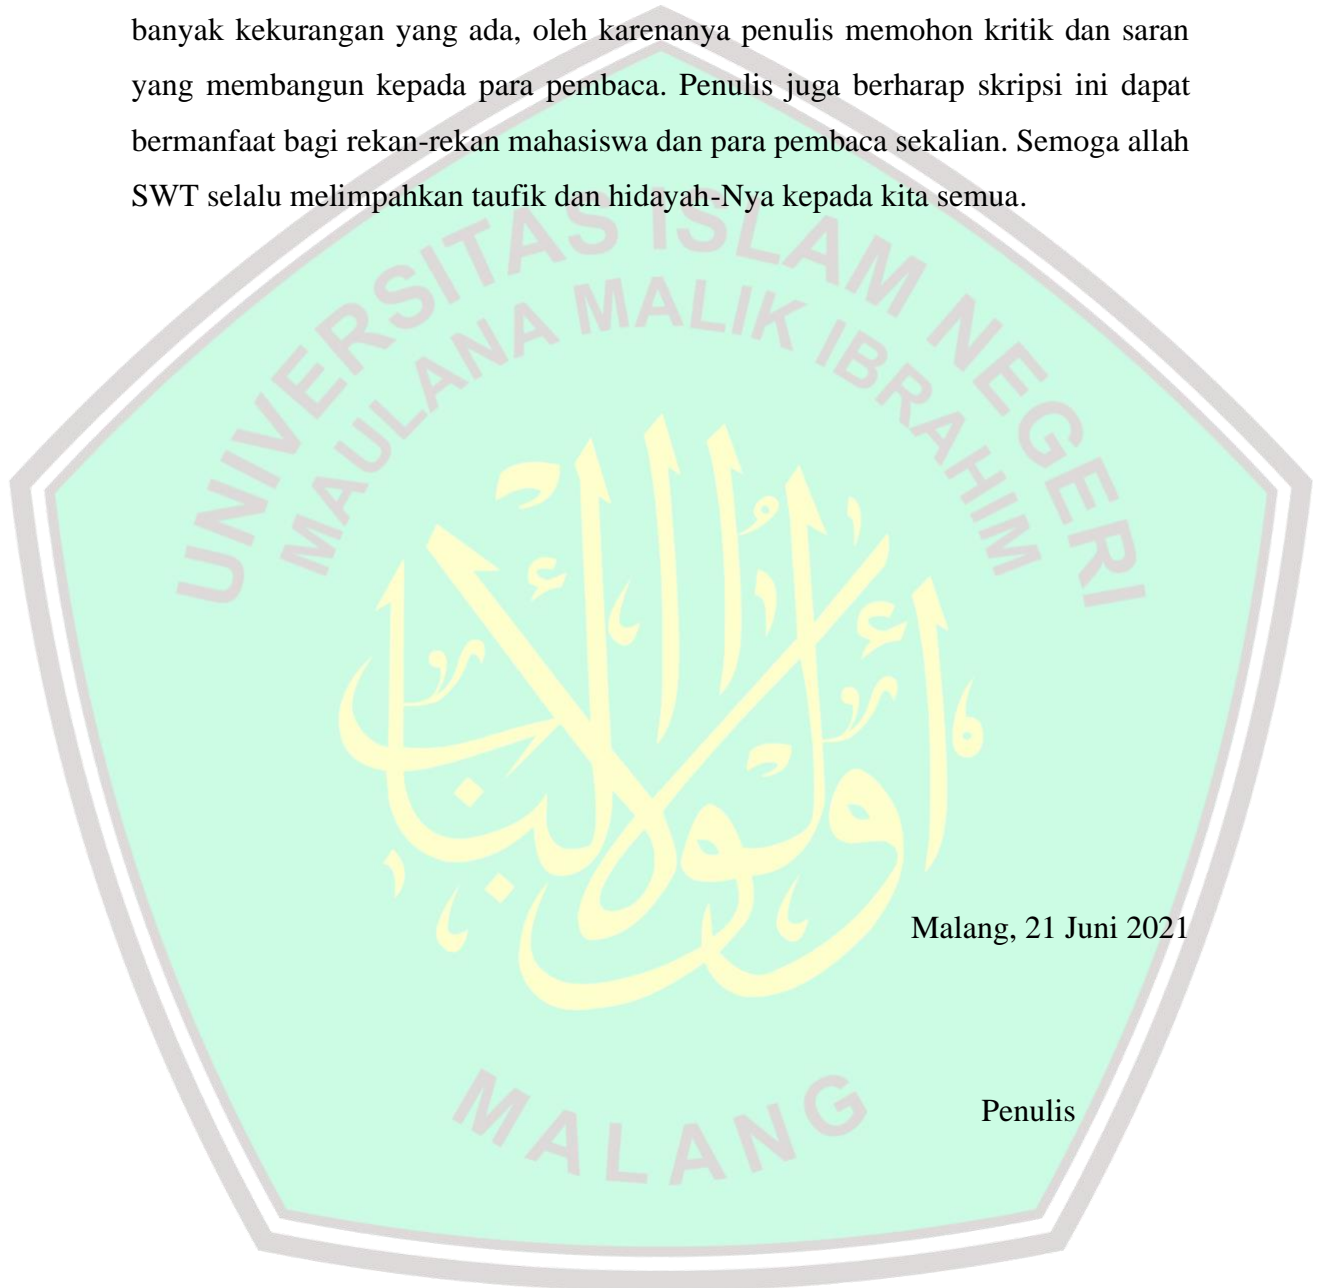 banyak kekurangan yang ada, oleh karenanya penulis memohon kritik dan saran
yang membangun kepada para pembaca. Penulis juga berharap skripsi ini dapat
bermanfaat bagi rekan-rekan mahasiswa dan para pembaca sekalian. Semoga allah
SWT selalu melimpahkan taufik dan hidayah-Nya kepada kita semua.
UNIVERSITAS ISLAM NEGERI
MAULANA MALIK IBRAHIM
أولوا الألباب
Malang, 21 Juni 2021
Penulis
MALANG